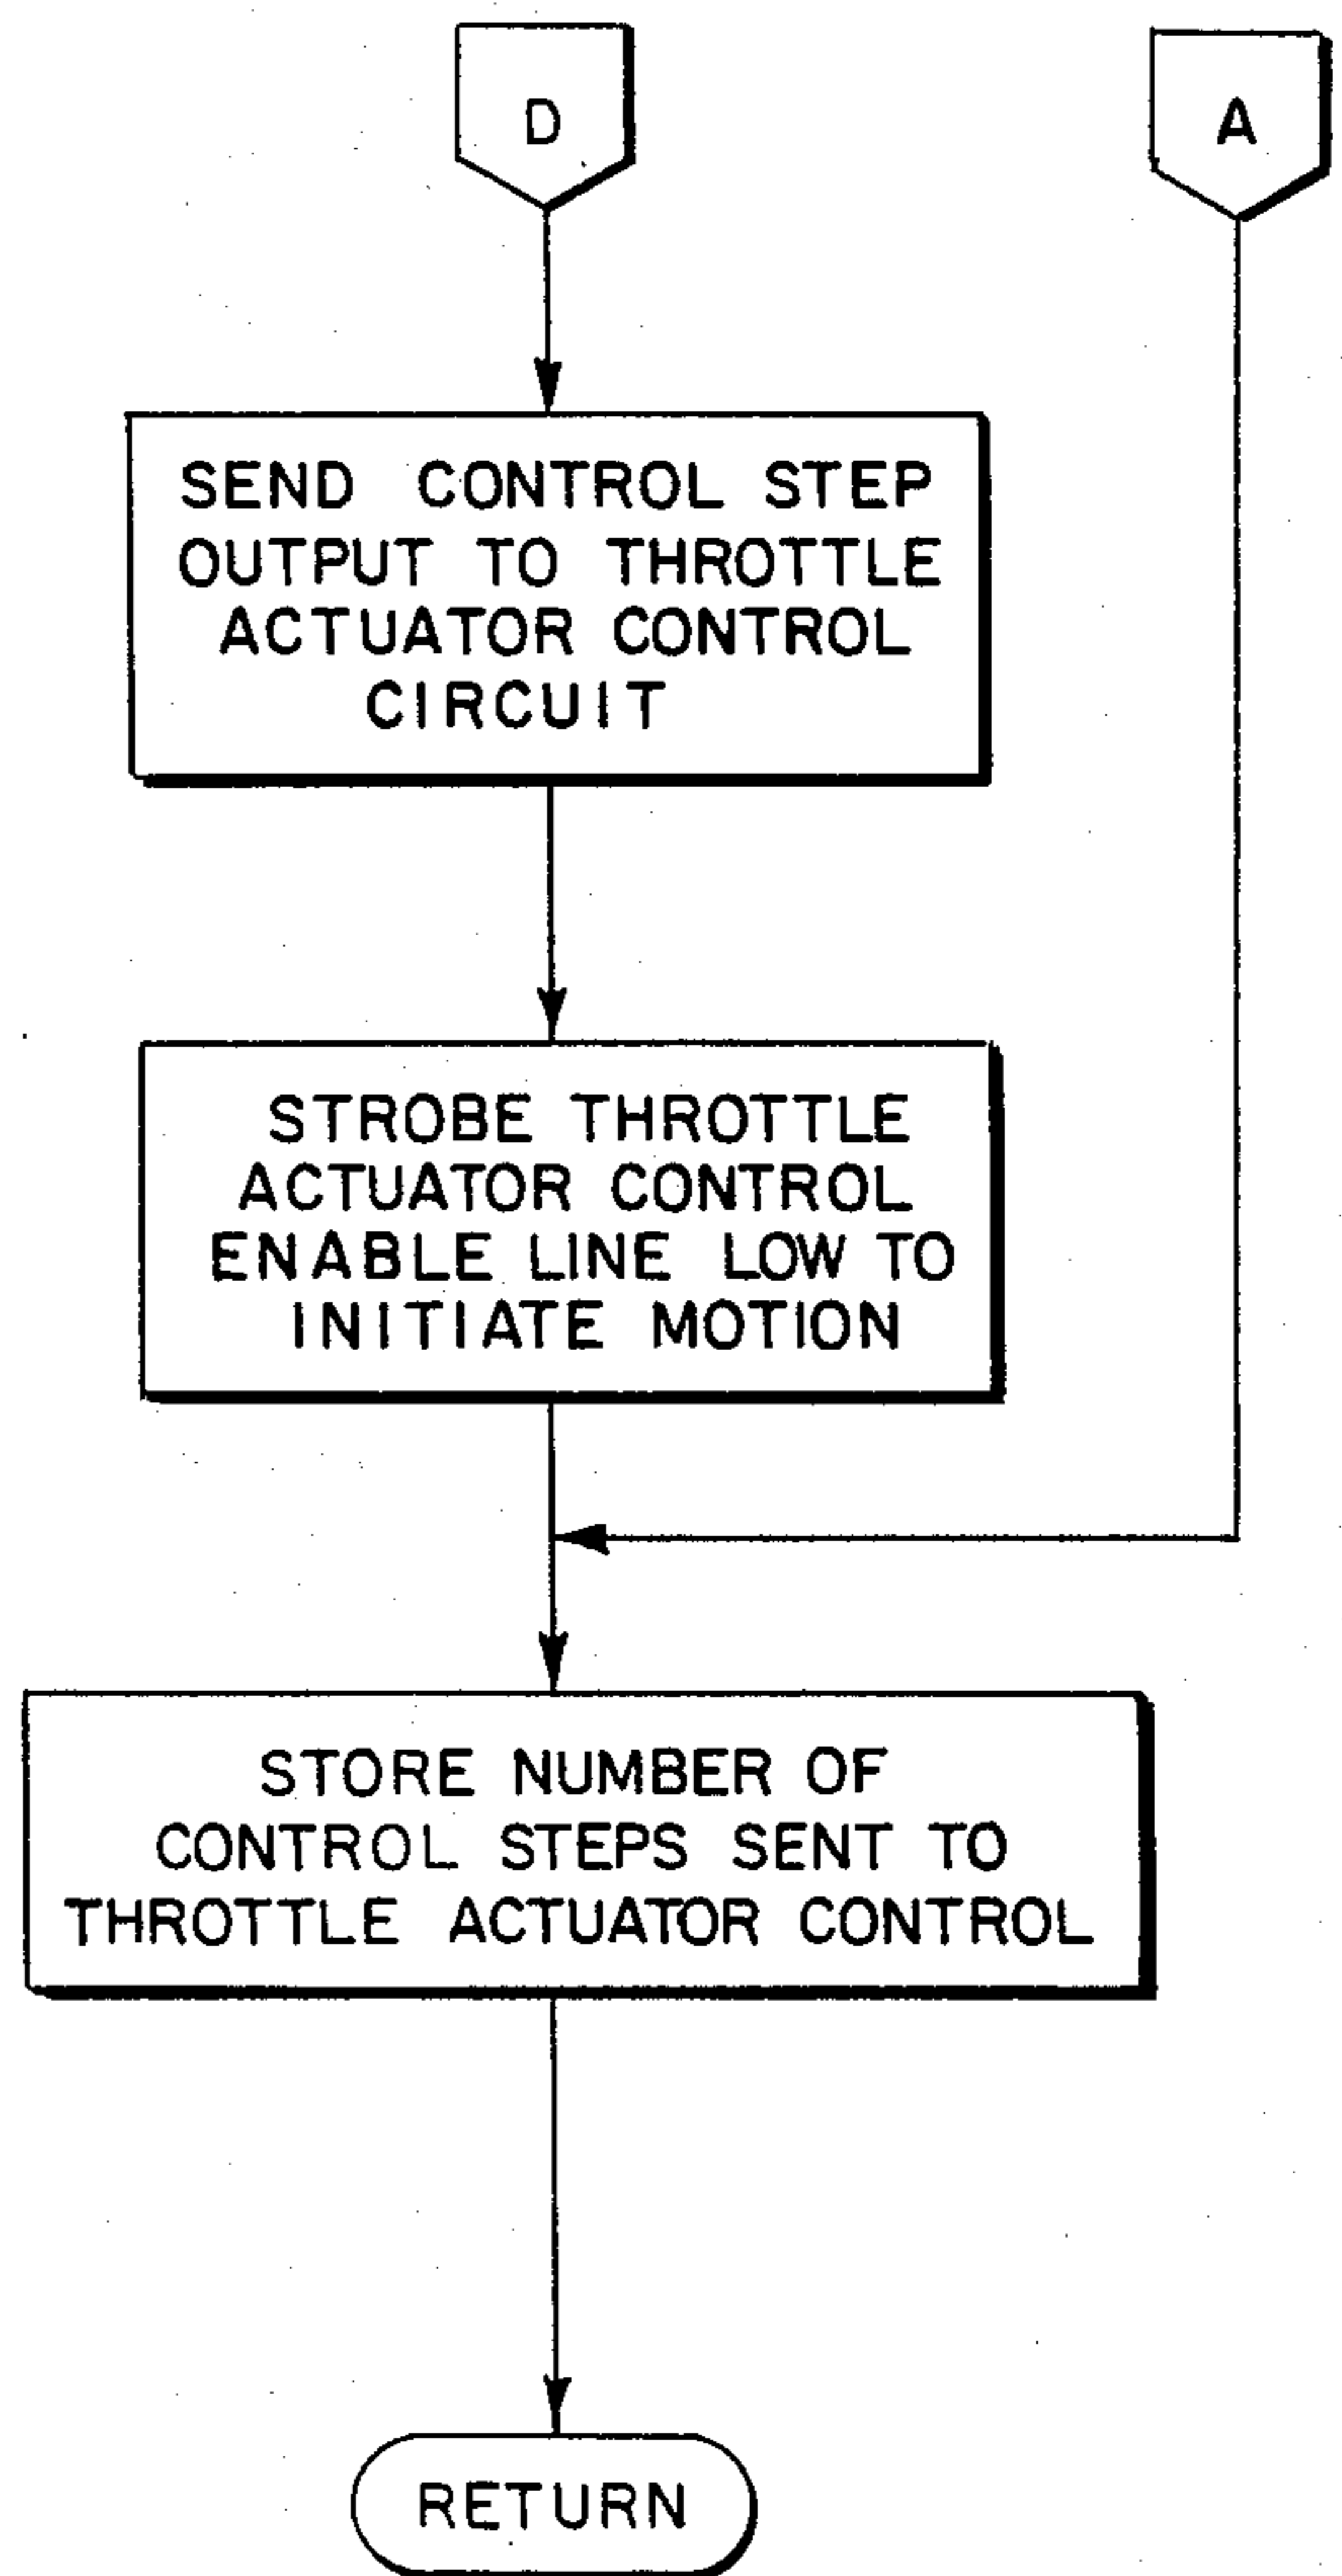 D
A
SEND CONTROL STEP
OUTPUT TO THROTTLE
ACTUATOR CONTROL
CIRCUIT
STROBE THROTTLE
ACTUATOR CONTROL
ENABLE LINE LOW TO
INITIATE MOTION
STORE NUMBER OF
CONTROL STEPS SENT TO
THROTTLE ACTUATOR CONTROL
RETURN